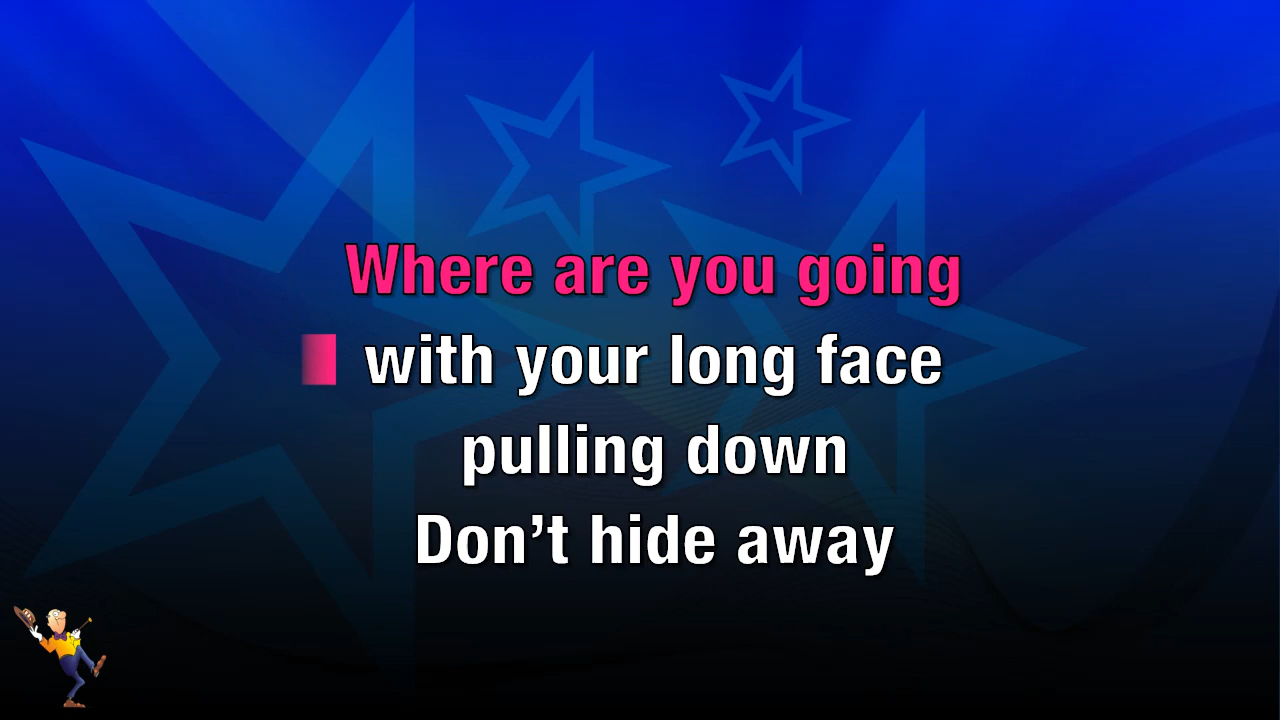 Where are you going
with your long face
pulling down
Don’t hide away